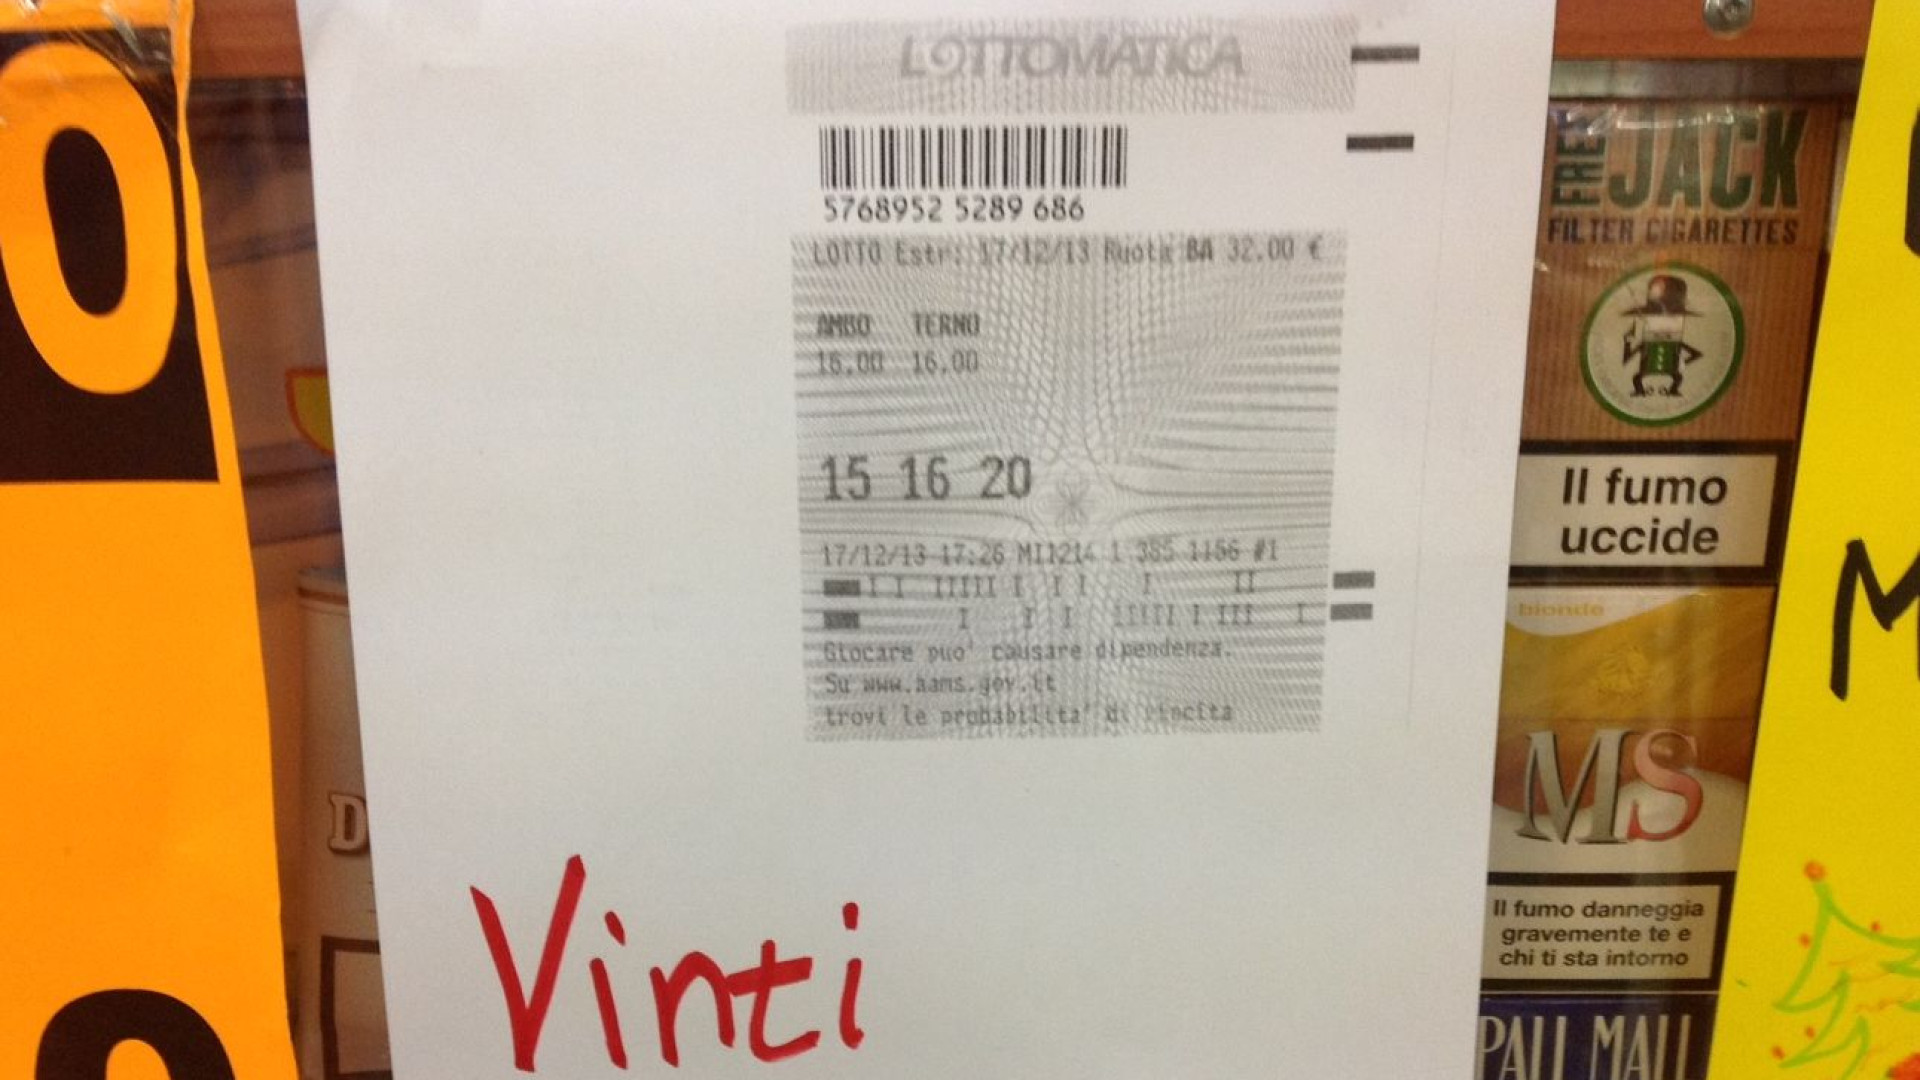 LOTTOMATICA
5768952 5289 686
LOTTO Estr: 17/12/13 Ruota BA 32.00 €
AMBO TERNO
16.00 16.00
15 16 20
17/12/13 17:26 MI1214 1 385 1156 #1
Giocare puo' causare dipendenza.
Su www.aams.gov.it
trovi le probabilita' di vincita
Vinti
O
D
FREE JACK
FILTER CIGARETTES
Il fumo
uccide
bionde
MS
Il fumo danneggia
gravemente te e
chi ti sta intorno
PALL MALL
M